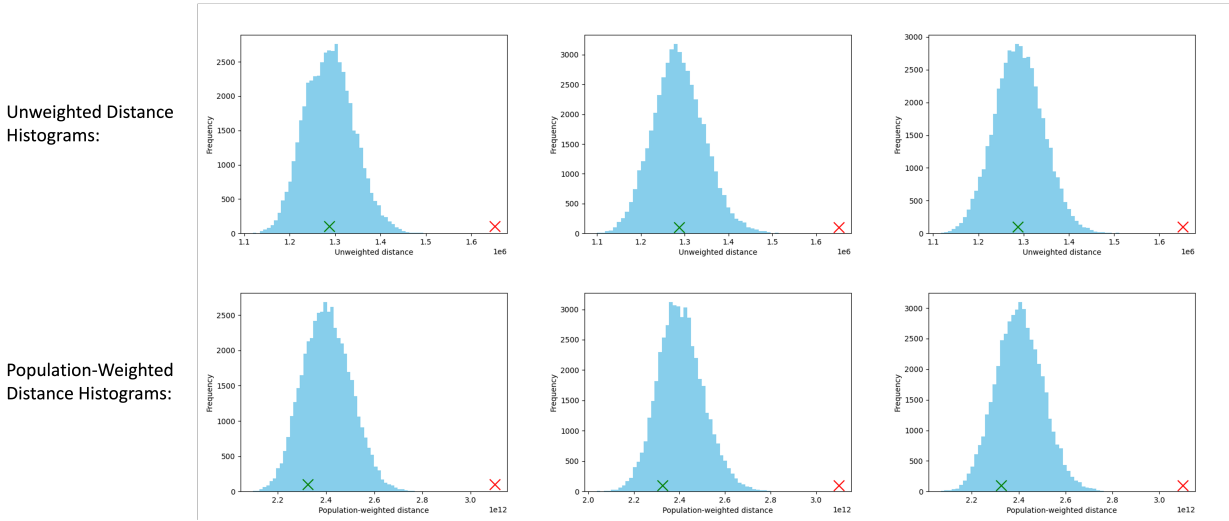 Unweighted Distance
Histograms:
Frequency
0
500
1000
1500
2000
2500
1.1 1.2 1.3 1.4 1.5 1.6
Unweighted distance
1e6
Frequency
0
500
1000
1500
2000
2500
3000
1.1 1.2 1.3 1.4 1.5 1.6
Unweighted distance
1e6
Frequency
0
500
1000
1500
2000
2500
3000
1.1 1.2 1.3 1.4 1.5 1.6
Unweighted distance
1e6
Population-Weighted
Distance Histograms:
Frequency
0
500
1000
1500
2000
2500
2.2 2.4 2.6 2.8 3.0
Population-weighted distance
1e12
Frequency
0
500
1000
1500
2000
2500
3000
2.0 2.2 2.4 2.6 2.8 3.0
Population-weighted distance
1e12
Frequency
0
500
1000
1500
2000
2500
3000
2.2 2.4 2.6 2.8 3.0
Population-weighted distance
1e12